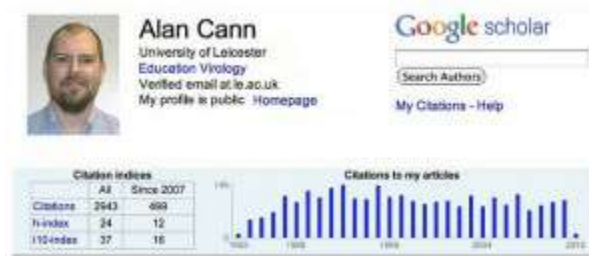 Alan Cann
University of Leicester
Education Virology
Verified email at le.ac.uk
My profile is public Homepage
Google scholar
Search Authors
My Citations - Help
Citation indices
All Since 2007
Citations 2943 499
h-index 24 12
i10-index 37 16
Citations to my articles